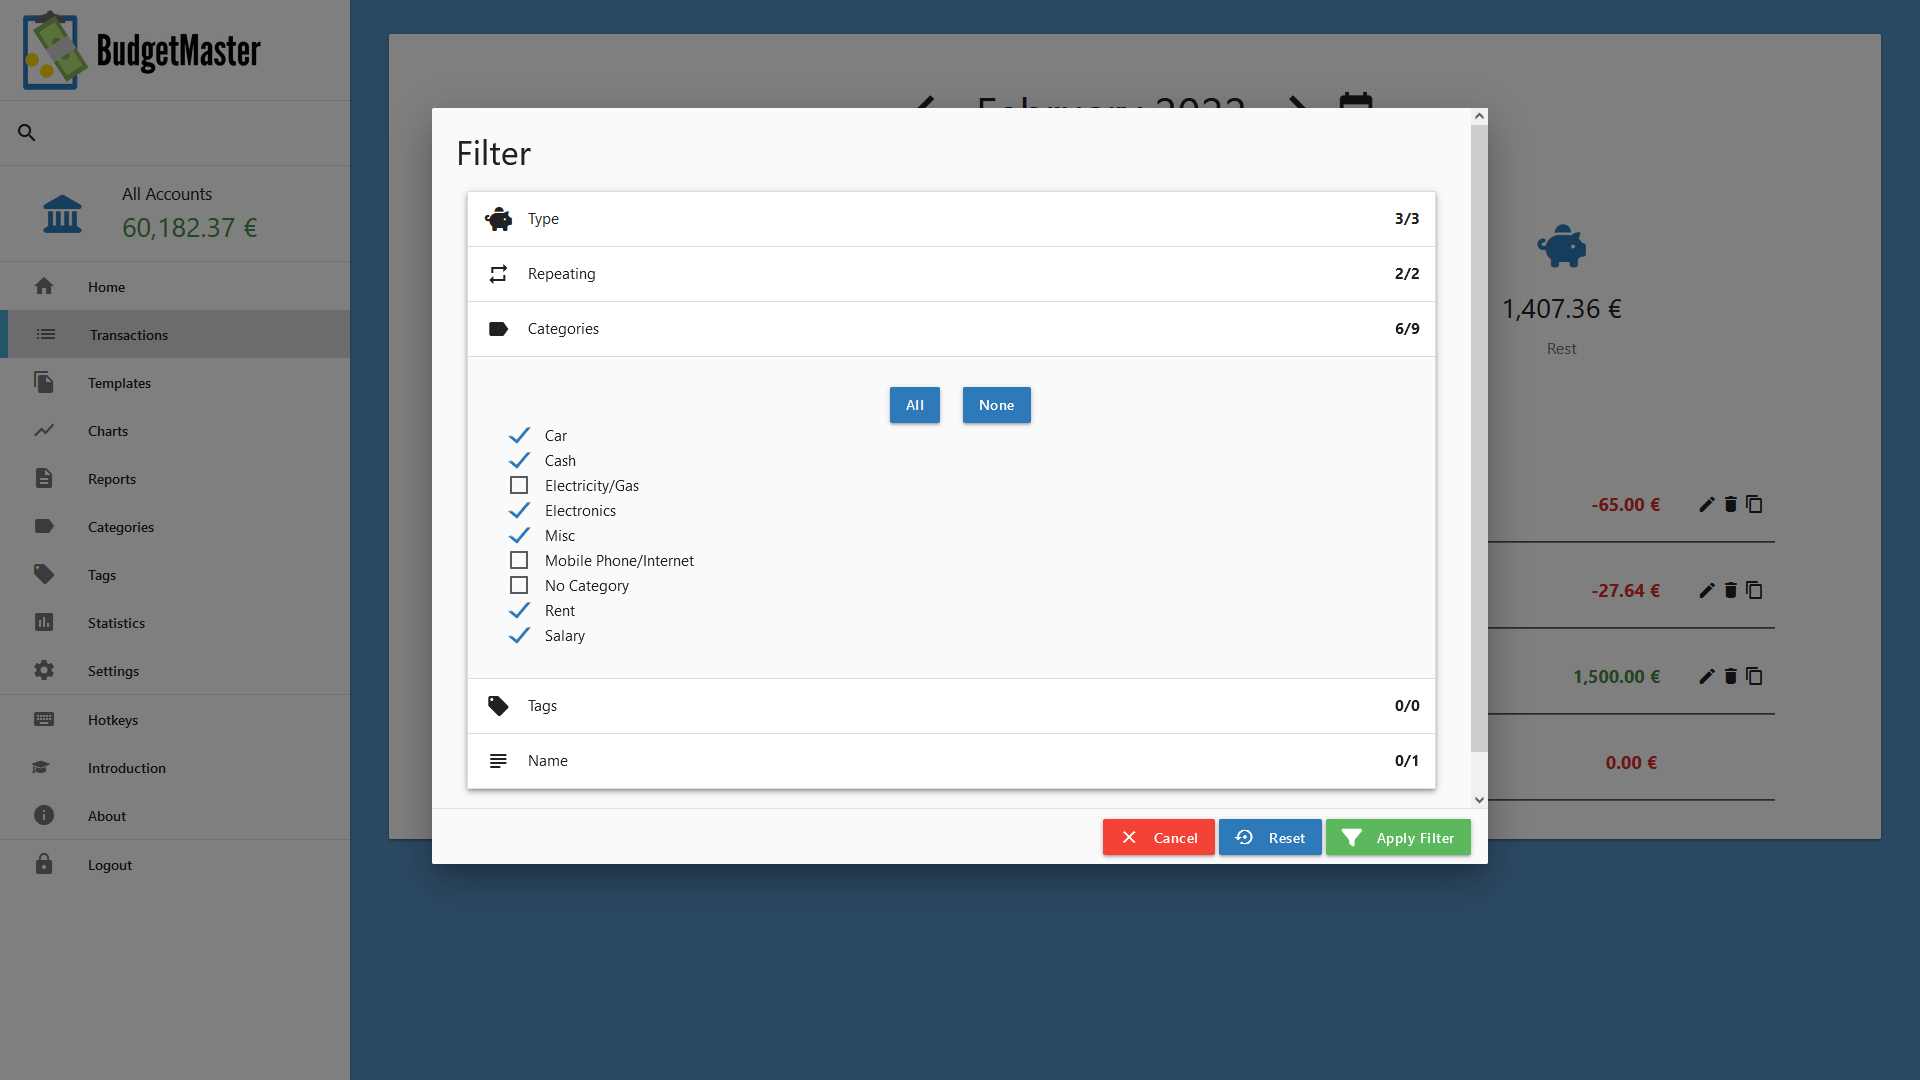 BudgetMaster
All Accounts
60,182.37 €
Home
Transactions
Templates
Charts
Reports
Categories
Tags
Statistics
Settings
Hotkeys
Introduction
About
Logout
Filter
Type 3/3
Repeating 2/2
Categories 6/9
All None
Car
Cash
Electricity/Gas
Electronics
Misc
Mobile Phone/Internet
No Category
Rent
Salary
Tags 0/0
Name 0/1
Cancel Reset Apply Filter
1,407.36 €
Rest
-65.00 €
-27.64 €
1,500.00 €
0.00 €